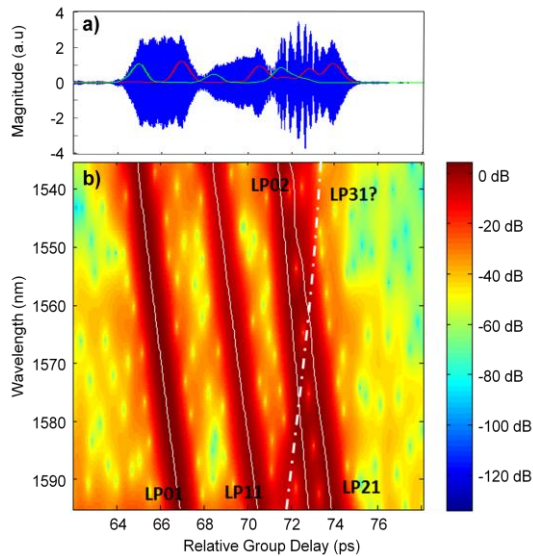 a)
Magnitude (a.u)
4
2
0
-2
-4
b)
LP02
LP31?
LP01
LP11
LP21
Wavelength (nm)
1540
1550
1560
1570
1580
1590
64
66
68
70
72
74
76
Relative Group Delay (ps)
0 dB
-20 dB
-40 dB
-60 dB
-80 dB
-100 dB
-120 dB